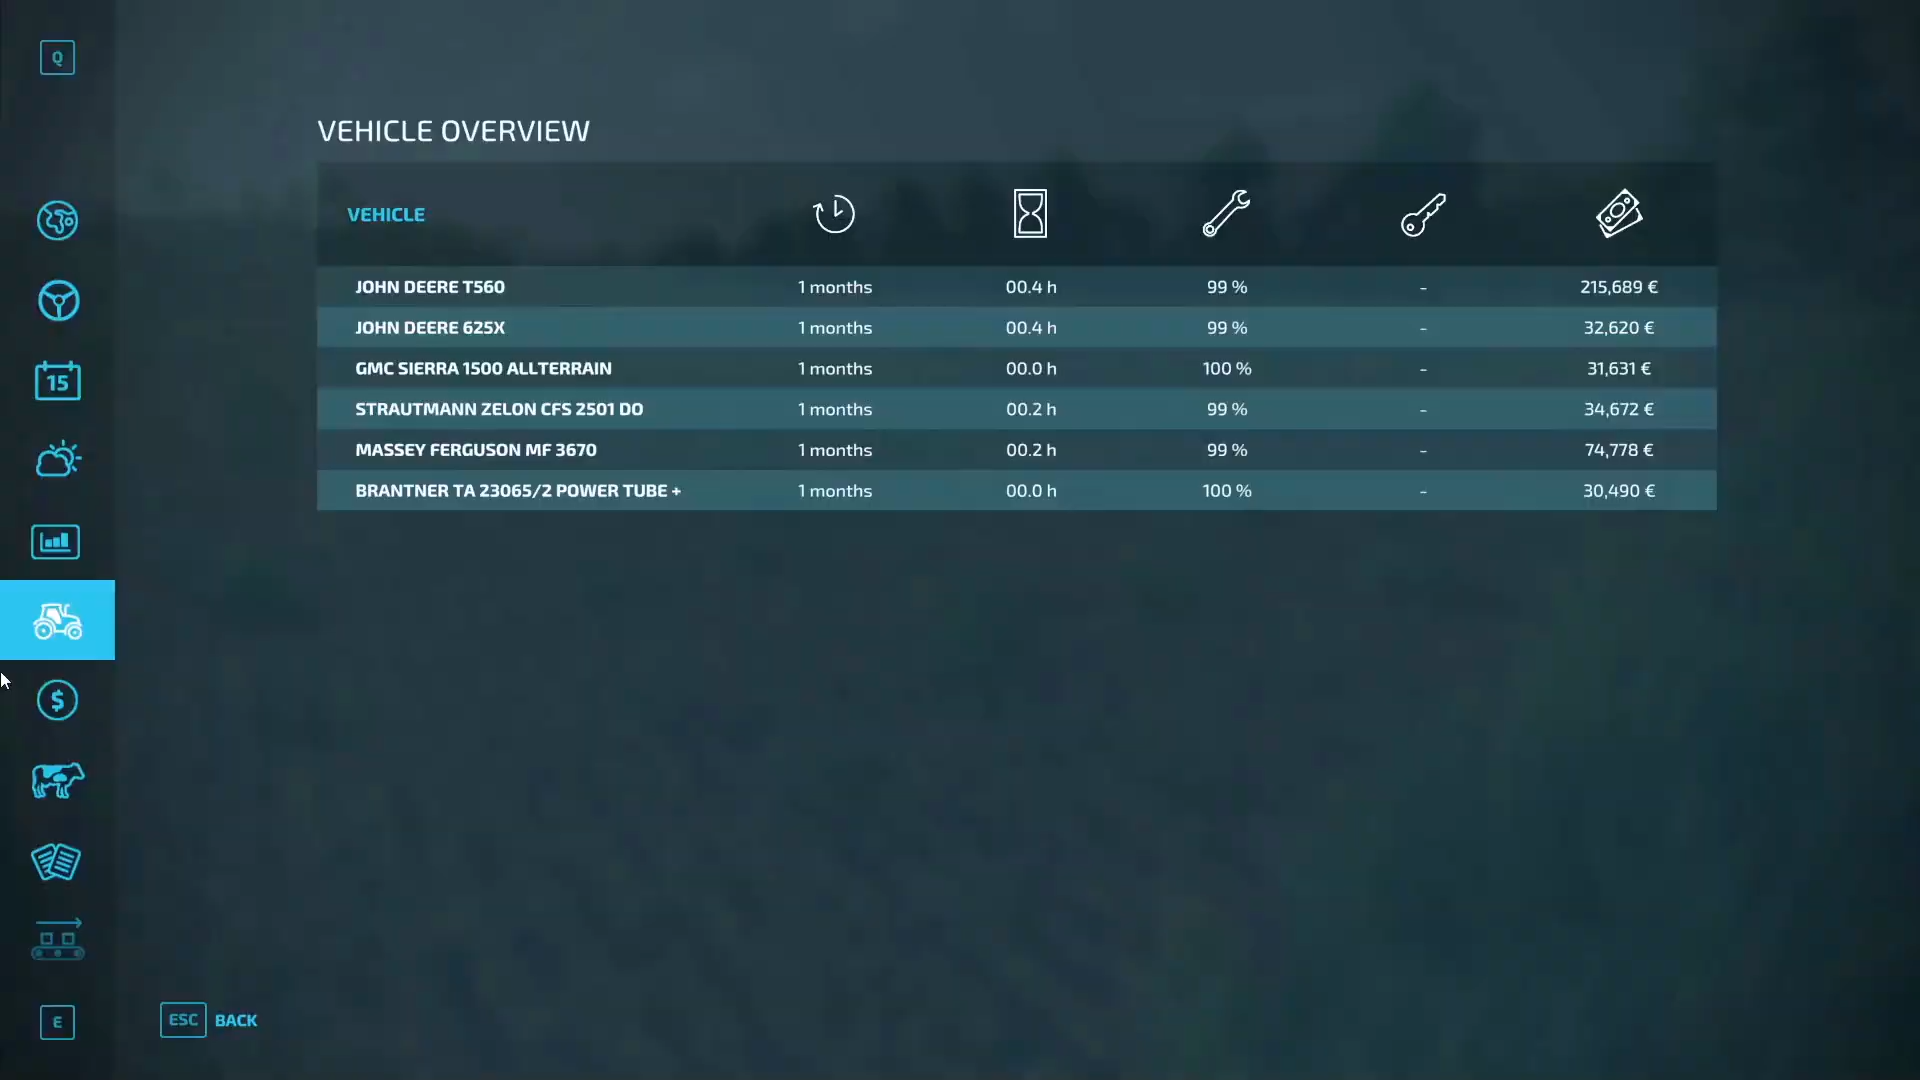 Q
VEHICLE OVERVIEW
VEHICLE
JOHN DEERE T560 1 months 00.4 h 99 % - 215,689 €
JOHN DEERE 625X 1 months 00.4 h 99 % - 32,620 €
GMC SIERRA 1500 ALLTERRAIN 1 months 00.0 h 100 % - 31,631 €
15
STRAUTMANN ZELON CFS 2501 DO 1 months 00.2 h 99 % - 34,672 €
MASSEY FERGUSON MF 3670 1 months 00.2 h 99 % - 74,778 €
BRANTNER TA 23065/2 POWER TUBE + 1 months 00.0 h 100 % - 30,490 €
$
E
ESC BACK